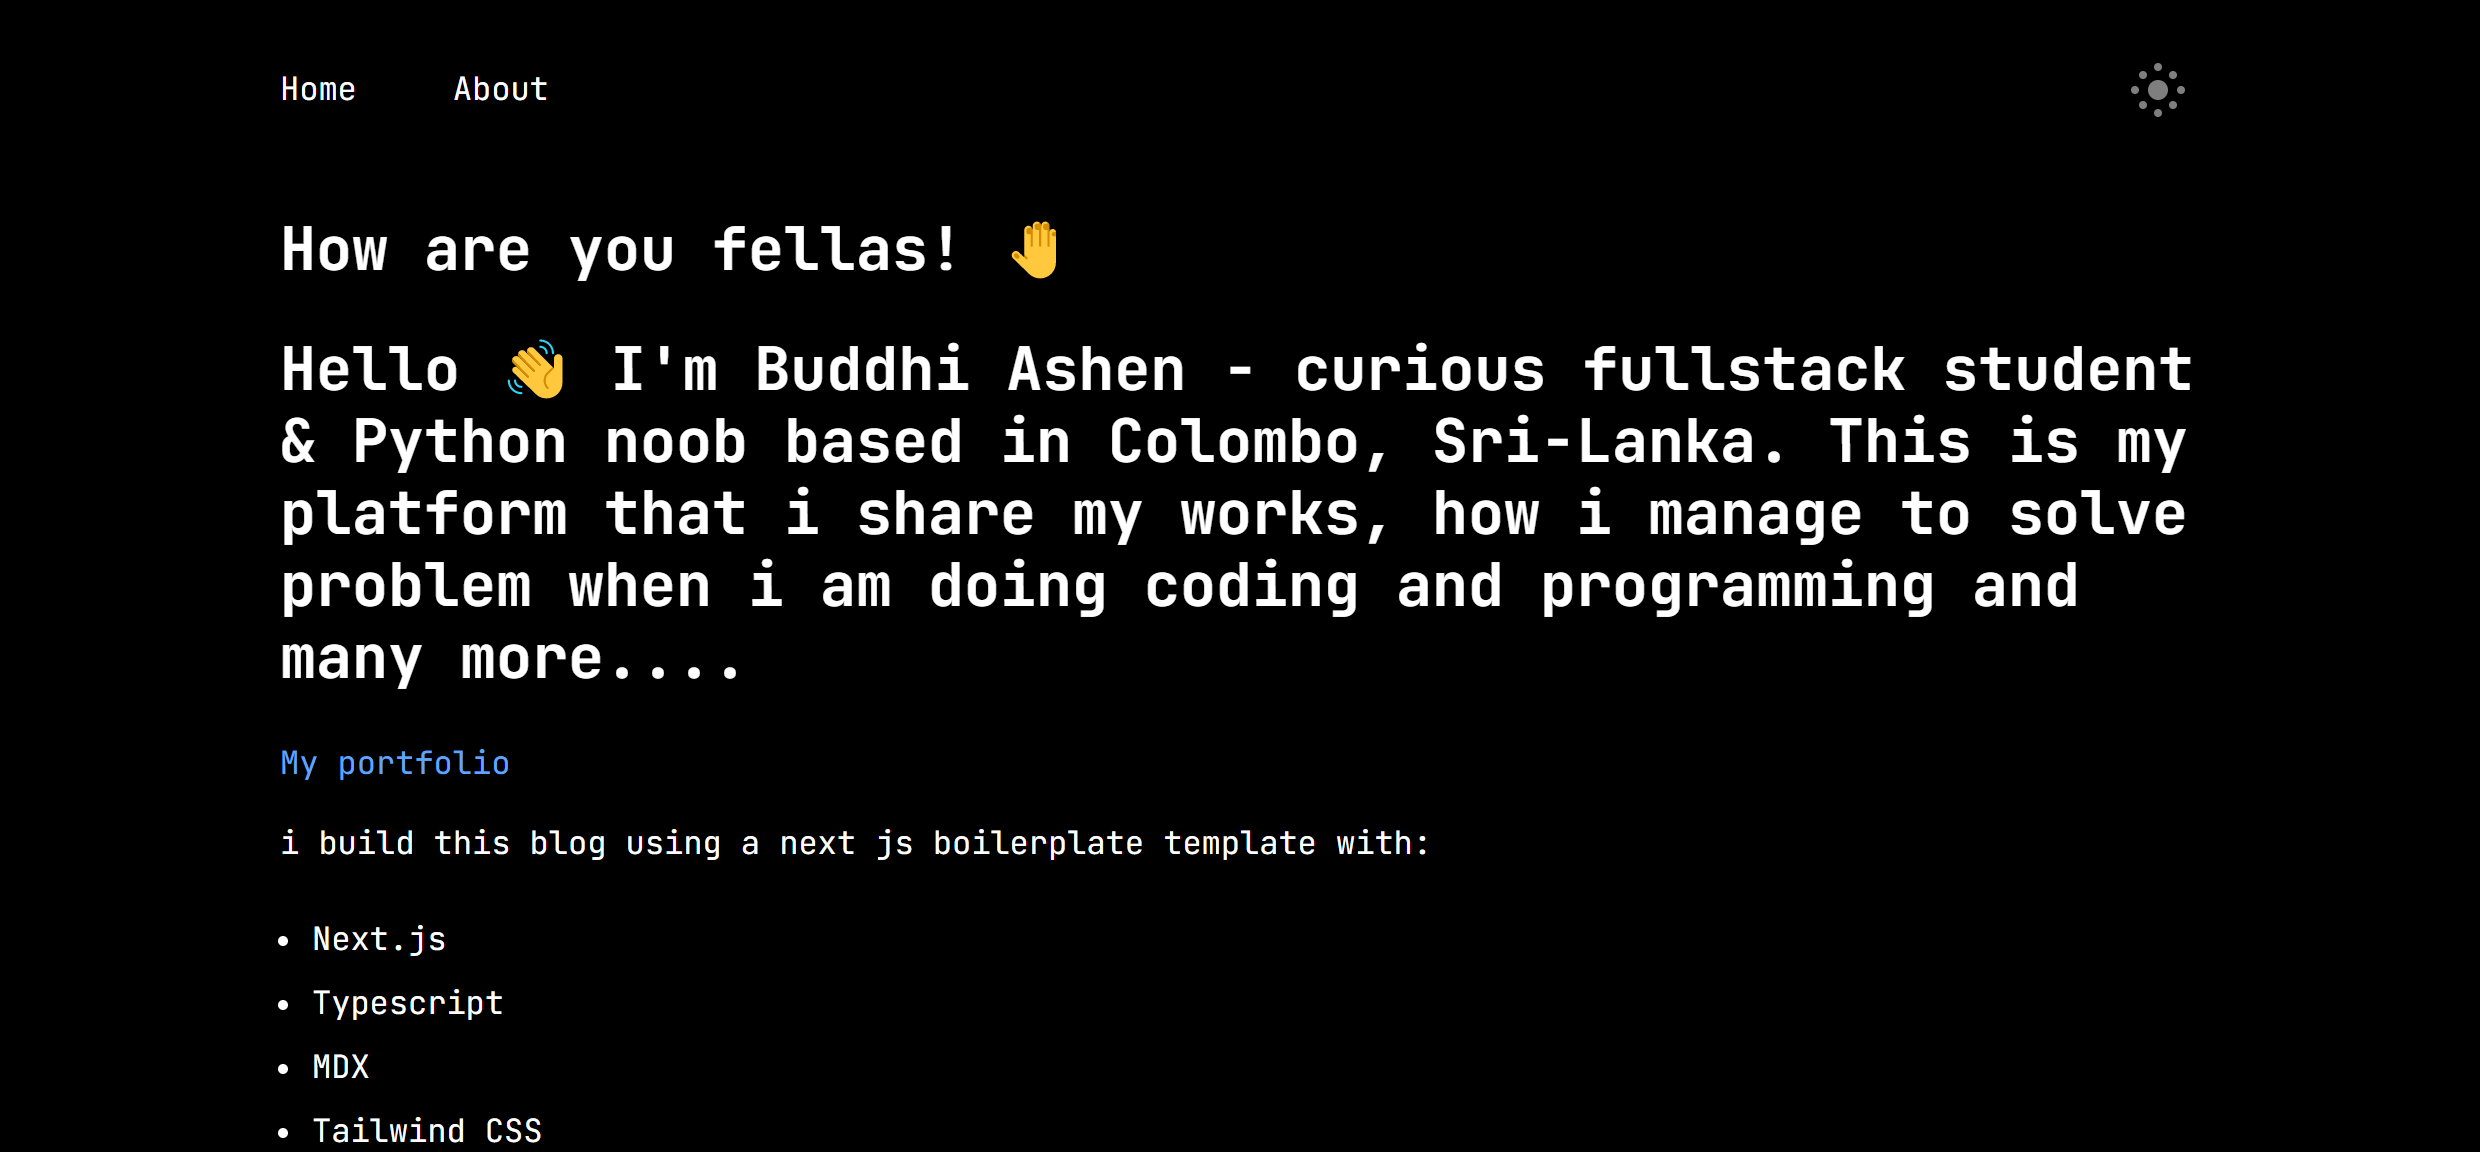 Home About
How are you fellas! 🤚
Hello 👋 I'm Buddhi Ashen - curious fullstack student
& Python noob based in Colombo, Sri-Lanka. This is my
platform that i share my works, how i manage to solve
problem when i am doing coding and programming and
many more....
My portfolio
i build this blog using a next js boilerplate template with:
• Next.js
• Typescript
• MDX
• Tailwind CSS